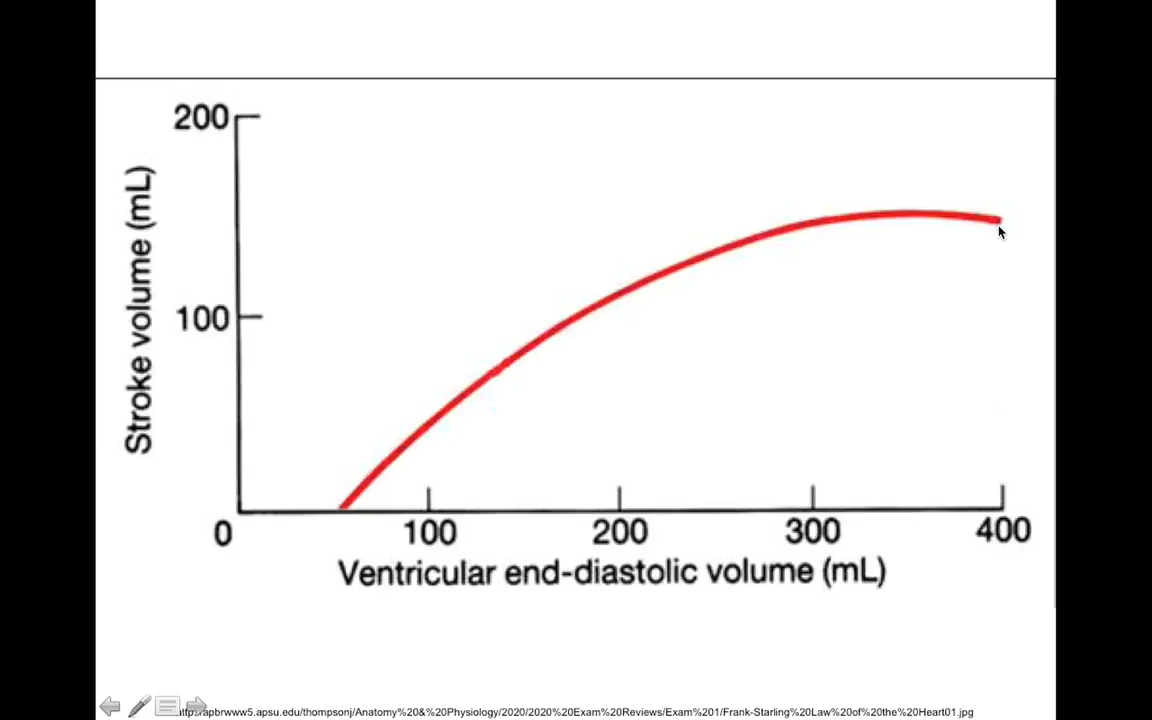 200
Stroke volume (mL)
100
0
100
200
300
400
Ventricular end-diastolic volume (mL)
ttp://apbrwww5.apsu.edu/thompsonj/Anatomy%20&%20Physiology/2020/2020%20Exam%20Reviews/Exam%201/Frank-Starling%20Law%20of%20the%20Heart01.jpg